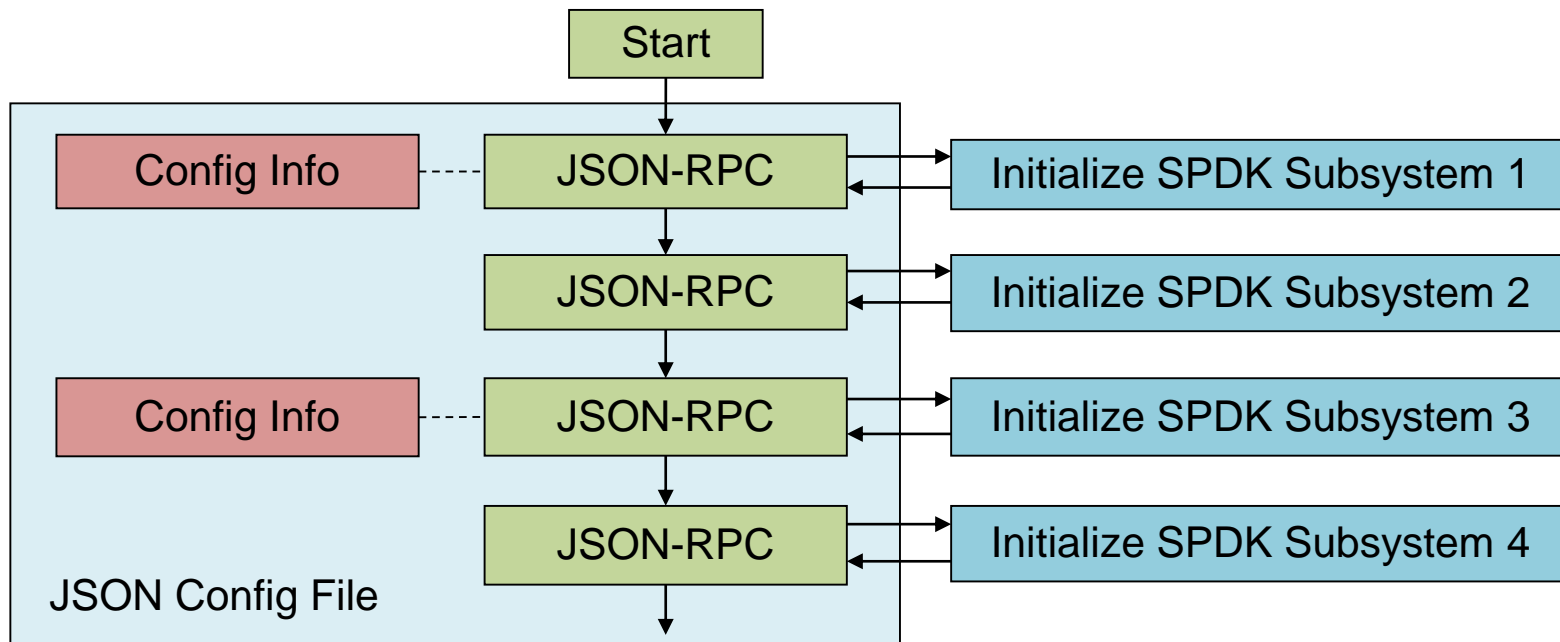 Start
Config Info
JSON-RPC
Initialize SPDK Subsystem 1
JSON-RPC
Initialize SPDK Subsystem 2
Config Info
JSON-RPC
Initialize SPDK Subsystem 3
JSON-RPC
Initialize SPDK Subsystem 4
JSON Config File